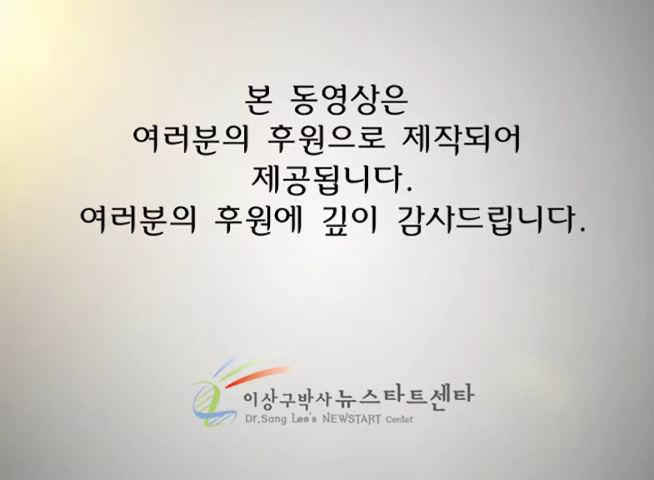 본 동영상은
여러분의 후원으로 제작되어
제공됩니다.
여러분의 후원에 깊이 감사드립니다.
이상구박사뉴스타트센타
Dr.Sang Lee's NEWSTART Center